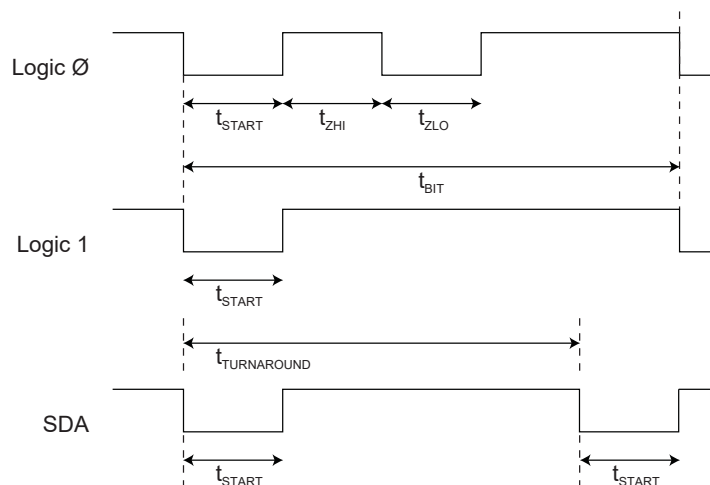 Logic Ø
tSTART
tZHI
tZLO
tBIT
Logic 1
tSTART
tTURNAROUND
SDA
tSTART
tSTART